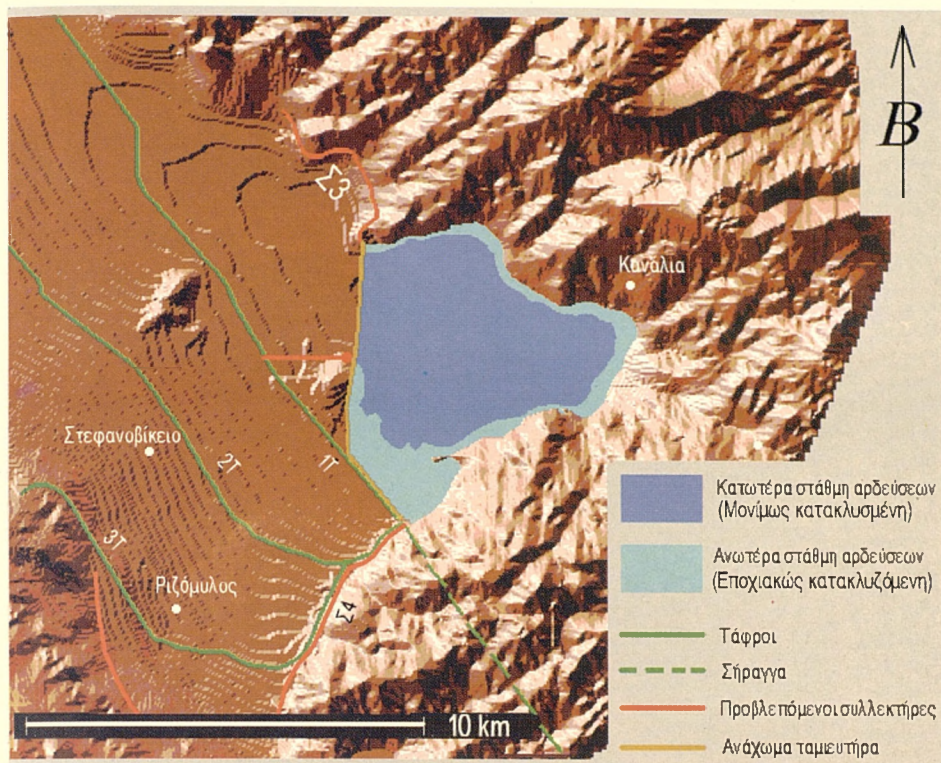 Β
Σ3
Κανάλια
Στεφανοβίκειο
2Τ
1Τ
3Τ
Ριζόμυλος
Σ4
10 km
Κατωτέρα στάθμη αρδεύσεων
(Μονίμως κατακλυσμένη)
Ανωτέρα στάθμη αρδεύσεων
(Εποχιακώς κατακλυζόμενη)
Τάφροι
Σήραγγα
Προβλεπόμενοι συλλεκτήρες
Ανάχωμα ταμιευτήρα